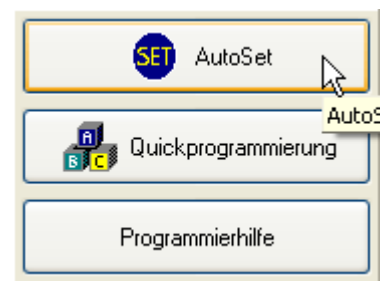 SET AutoSet
AutoS
A
B C
Quickprogrammierung
Programmierhilfe